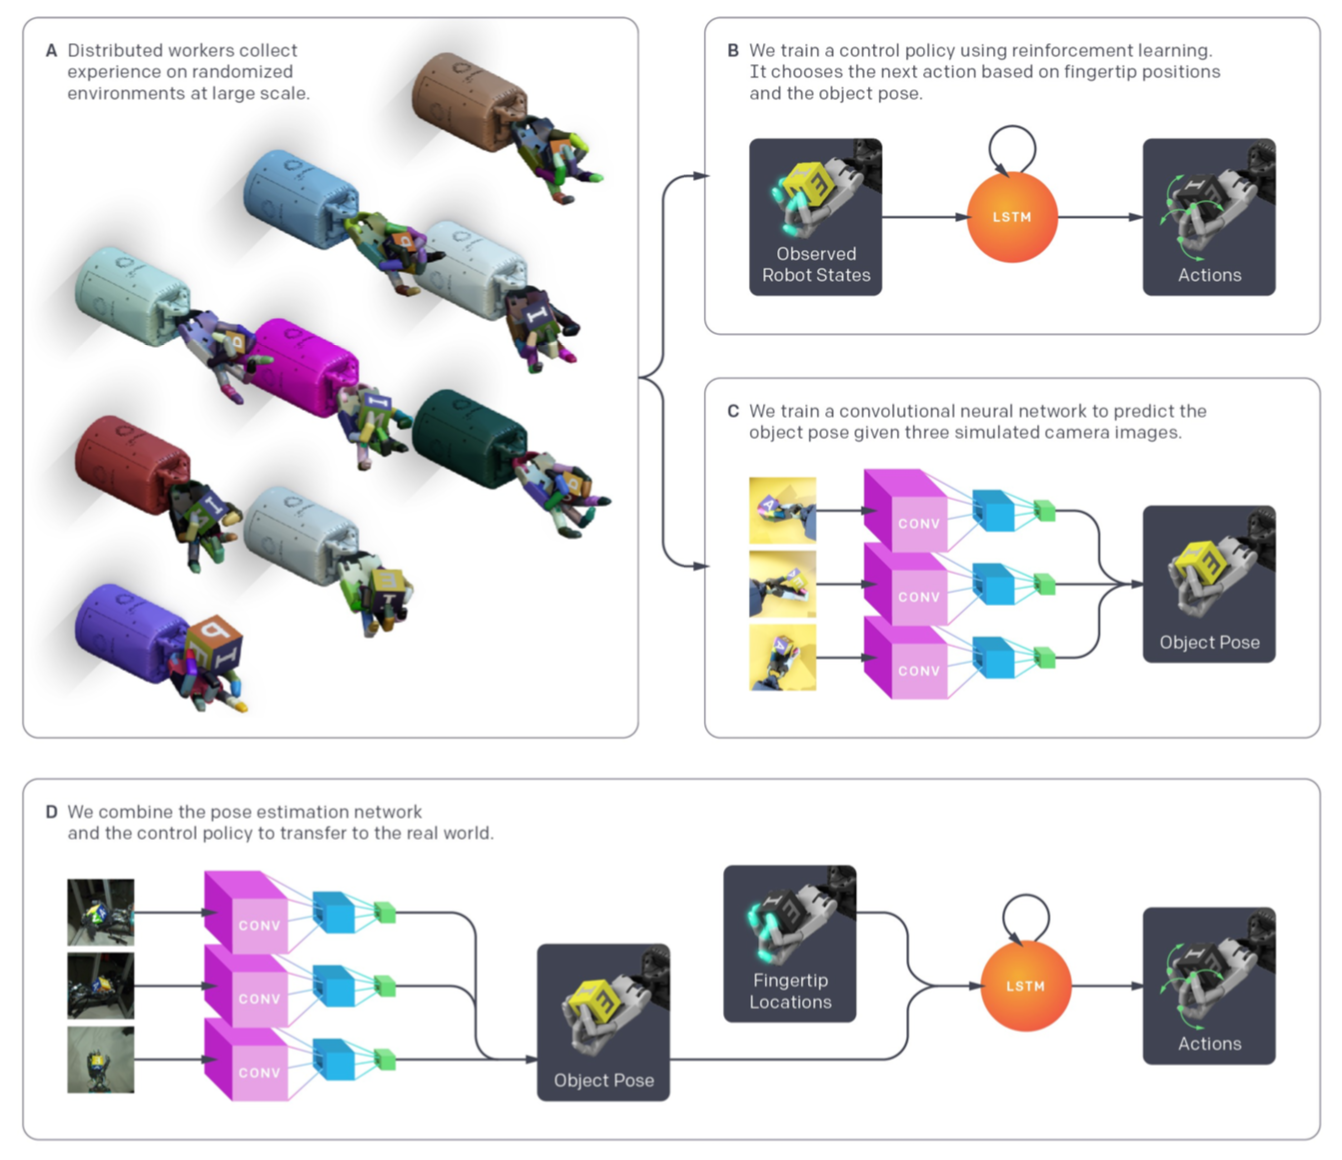 A Distributed workers collect
experience on randomized
environments at large scale.
B We train a control policy using reinforcement learning.
It chooses the next action based on fingertip positions
and the object pose.
Observed
Robot States
LSTM
Actions
C We train a convolutional neural network to predict the
object pose given three simulated camera images.
CONV
CONV
CONV
Object Pose
D We combine the pose estimation network
and the control policy to transfer to the real world.
CONV
CONV
CONV
Object Pose
Fingertip
Locations
LSTM
Actions